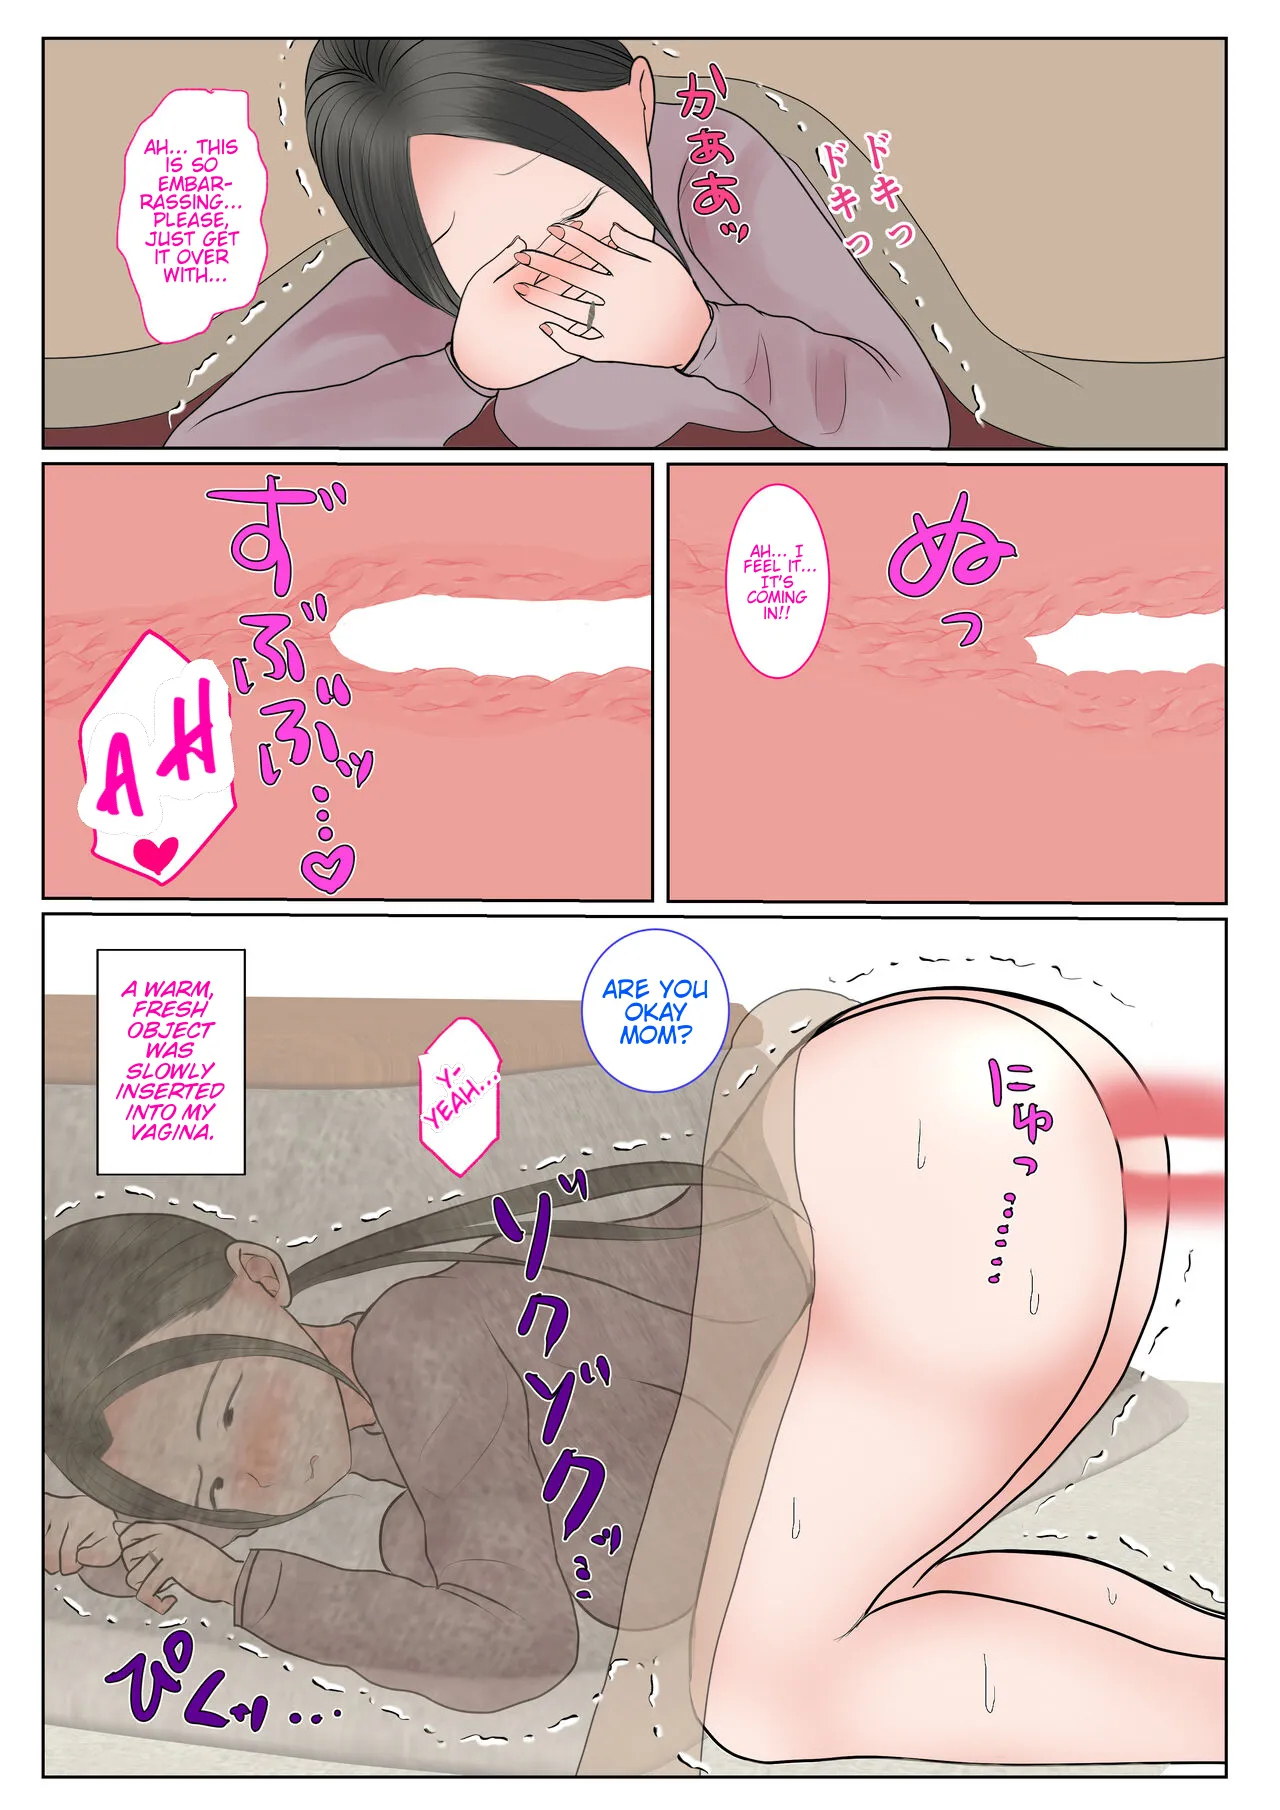 AH... THIS
IS SO
EMBAR-
RASSING...
PLEASE,
JUST GET
IT OVER
WITH...
かぁあぁッ
ドキっ
ドキっ
AH... I
FEEL IT...
IT'S
COMING
IN!!
ぬっ
ずぶぶッ...♡
AH
♥
A WARM,
FRESH
OBJECT
WAS
SLOWLY
INSERTED
INTO MY
VAGINA.
ARE YOU
OKAY
MOM?
Y-
YEAH...
にゅっ……
ゾクゾクッ…
ぴくッ…